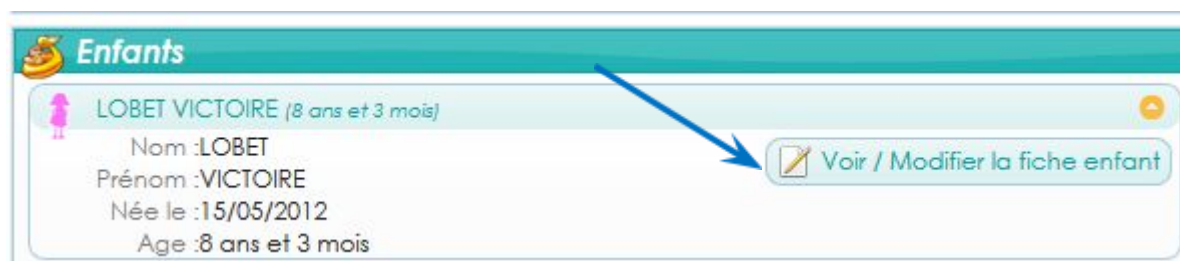 Enfants
LOBET VICTOIRE (8 ans et 3 mois)
Nom :LOBET
Voir / Modifier la fiche enfant
Prénom :VICTOIRE
Née le :15/05/2012
Age :8 ans et 3 mois